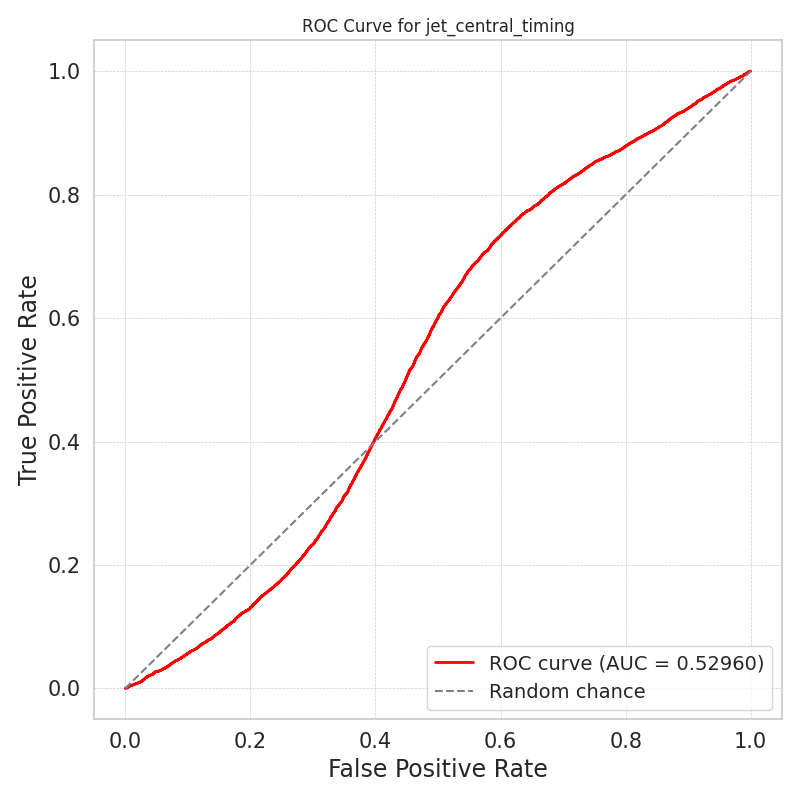 ROC Curve for jet_central_timing
1.0
0.8
0.6
0.4
0.2
0.0
True Positive Rate
ROC curve (AUC = 0.52960)
Random chance
0.0 0.2 0.4 0.6 0.8 1.0
False Positive Rate